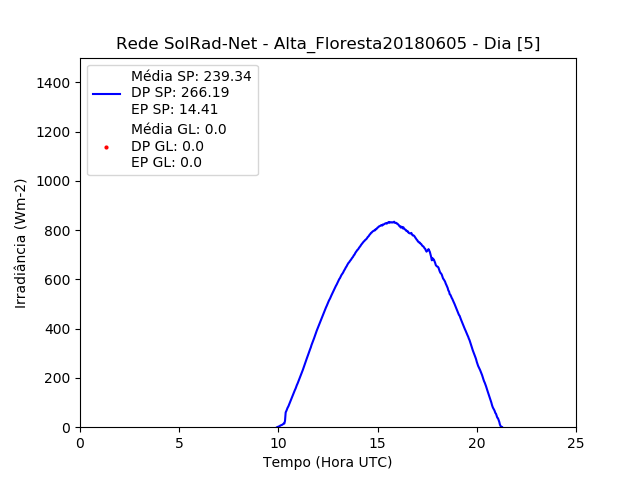 Rede SolRad-Net - Alta_Floresta20180605 - Dia [5]
Média SP: 239.34
DP SP: 266.19
EP SP: 14.41
Média GL: 0.0
DP GL: 0.0
EP GL: 0.0
1400
1200
1000
800
600
400
200
0
Irradiância (Wm-2)
0 5 10 15 20 25
Tempo (Hora UTC)